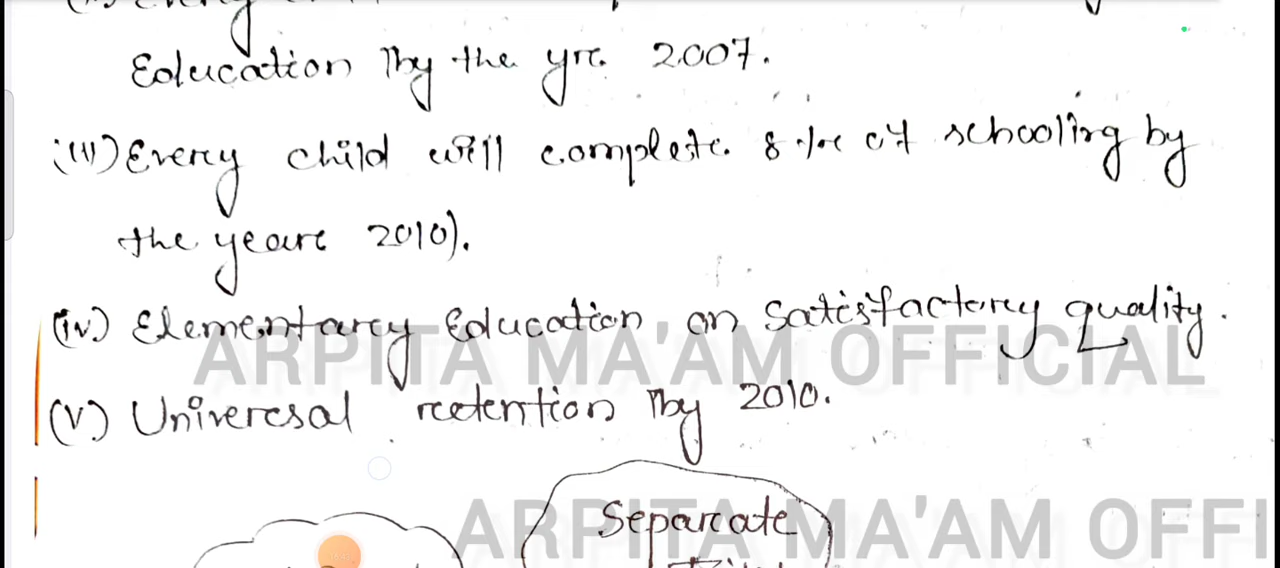 Education by the yr. 2007.
(iii) Every child will complete 8 yr of schooling by
the year 2010).
(iv) Elementary Education on satisfactory quality.
ARPITA MA'AM OFFICIAL
(v) Universal retention by 2010.
Separate
ARPITA MA'AM OFFI